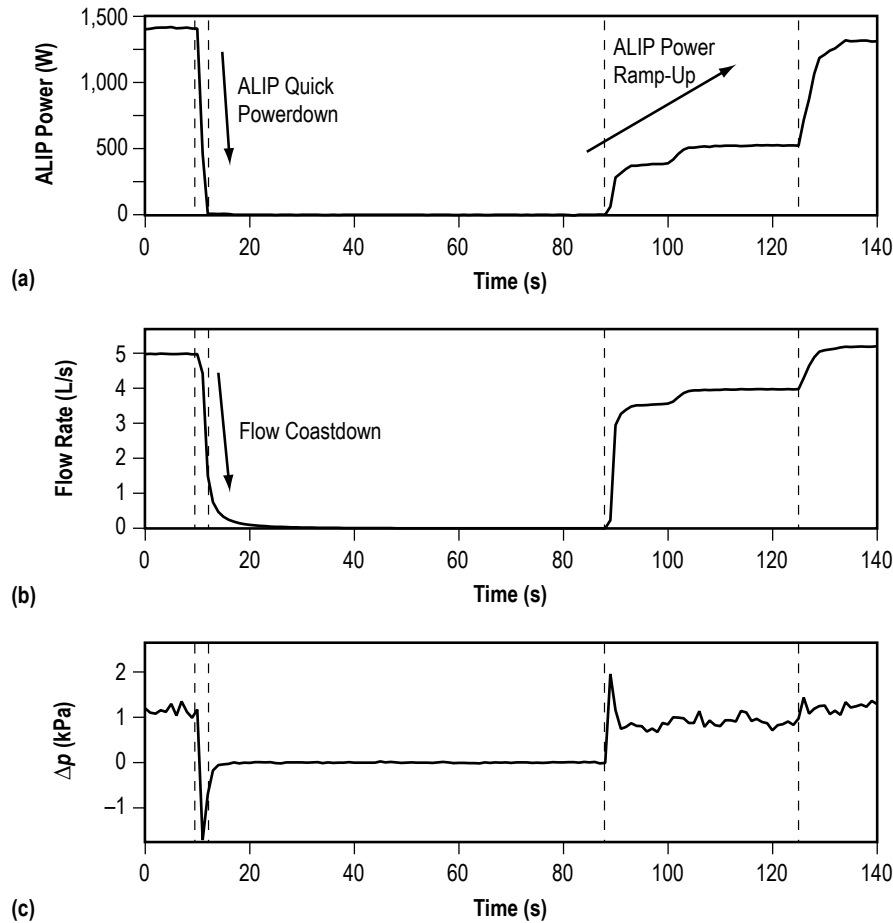 1,500
1,000
500
0
ALIP Power (W)
ALIP Quick
Powerdown
ALIP Power
Ramp-Up
0 20 40 60 80 100 120 140
Time (s)
(a)
5
4
3
2
1
0
Flow Rate (L/s)
Flow Coastdown
0 20 40 60 80 100 120 140
Time (s)
(b)
2
1
0
–1
Δp (kPa)
0 20 40 60 80 100 120 140
Time (s)
(c)